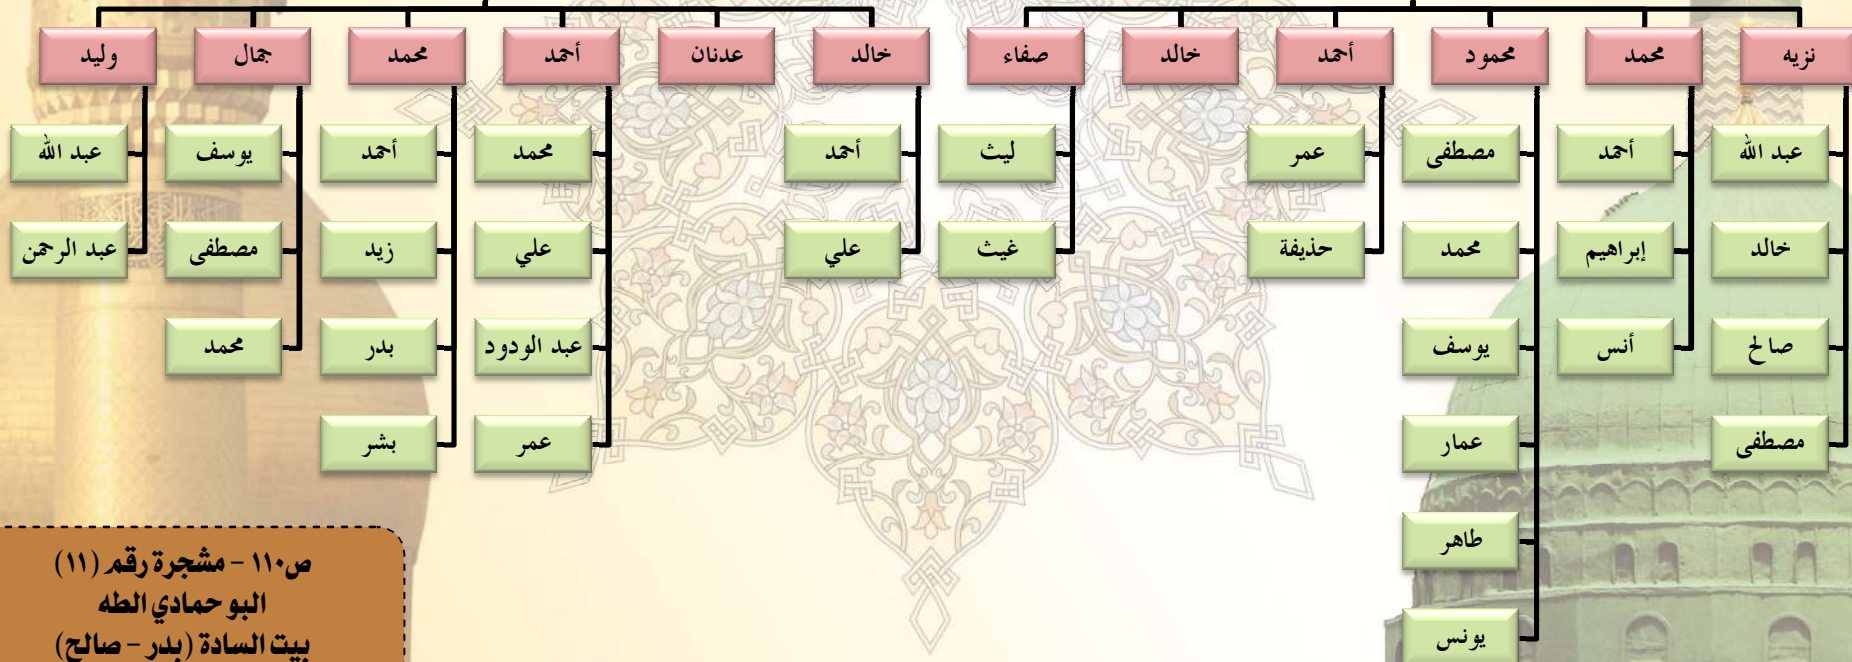 نزيه
محمد
محمود
أحمد
خالد
صفاء
خالد
عدنان
أحمد
محمد
جمال
وليد
عبد الله
أحمد
مصطفى
عمر
ليث
أحمد
محمد
أحمد
يوسف
عبد الله
خالد
إبراهيم
محمد
حذيفة
غيث
علي
علي
زيد
مصطفى
عبد الرحمن
صالح
أنس
يوسف
عبد الودود
بدر
محمد
مصطفى
عمار
عمر
بشر
طاهر
يونس
ص١١٠ - مشجرة رقم (١١)
البو حمادي الطه
بيت السادة (بدر - صالح)